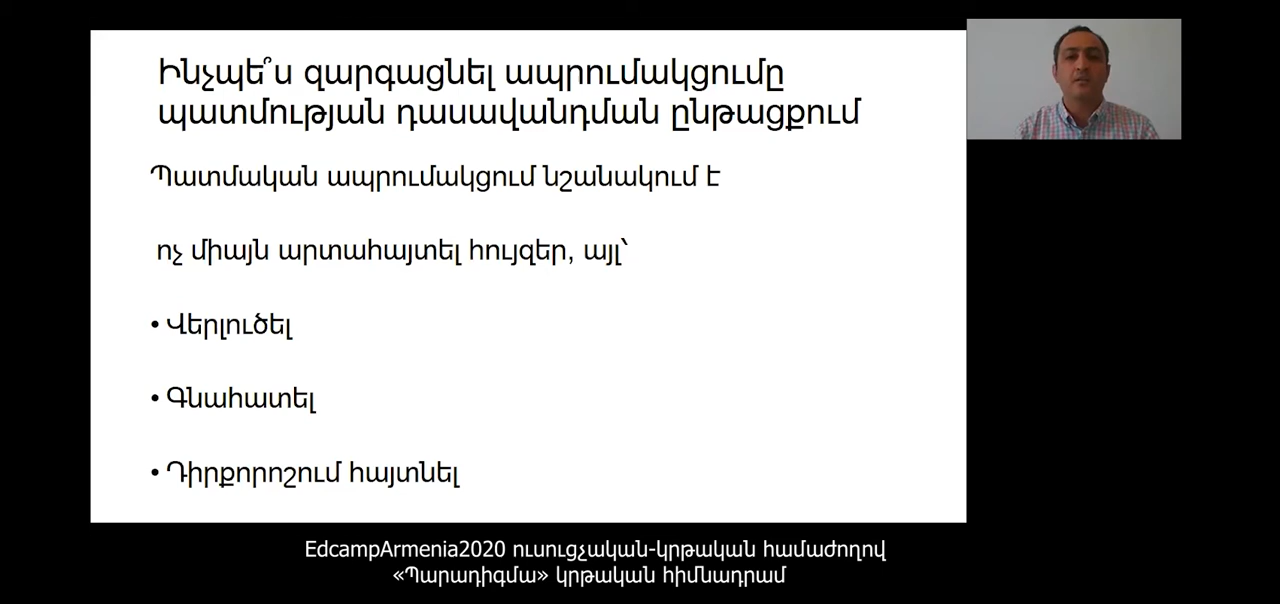 Ինչպե՞ս զարգացնել ապրումակցումը
պատմության դասավանդման ընթացքում
Պատմական ապրումակցում նշանակում է
ոչ միայն արտահայտել հույզեր, այլ՝
• Վերլուծել
• Գնահատել
• Դիրքորոշում հայտնել
EdcampArmenia2020 ուսուցչական-կրթական համաժողով
«Պարադիգմա» կրթական հիմնադրամ